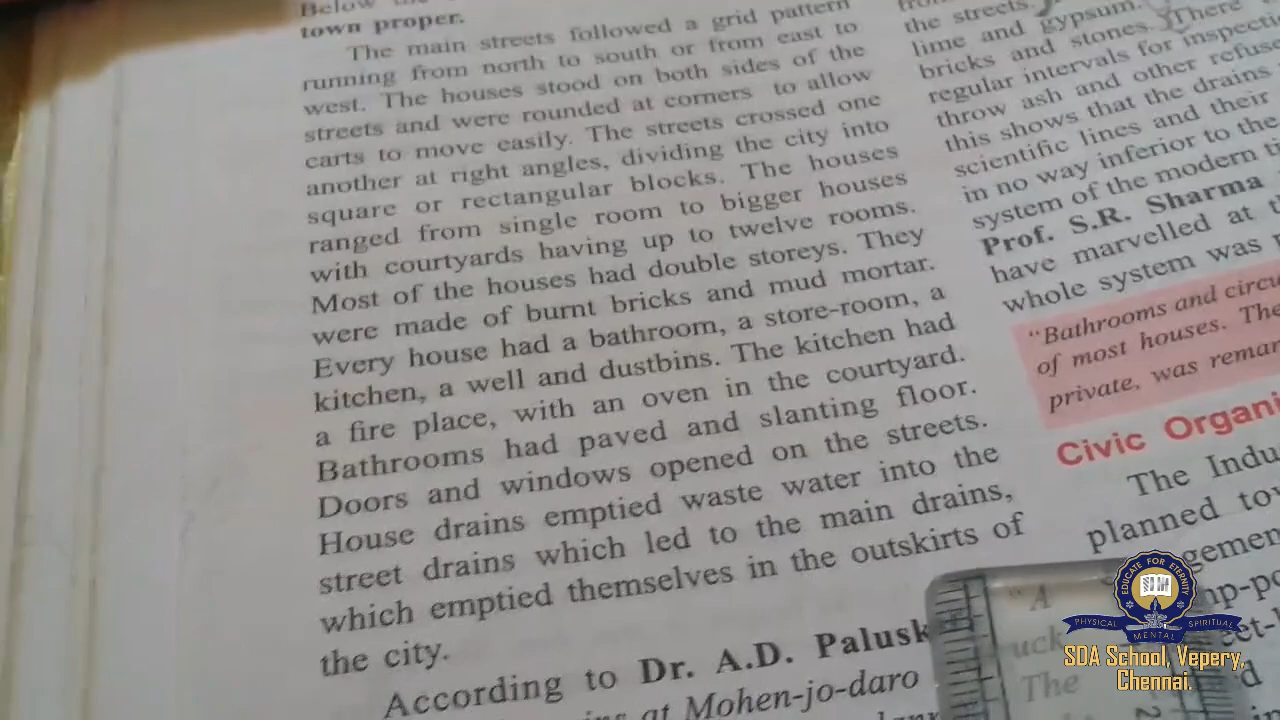 Below the
town proper.
The main streets followed a grid pattern
running from north to south or from east to
west. The houses stood on both sides of the
streets and were rounded at corners to allow
carts to move easily. The streets crossed one
another at right angles, dividing the city into
square or rectangular blocks. The houses
ranged from single room to bigger houses
with courtyards having up to twelve rooms.
Most of the houses had double storeys. They
were made of burnt bricks and mud mortar.
Every house had a bathroom, a store-room, a
kitchen, a well and dustbins. The kitchen had
a fire place, with an oven in the courtyard.
Bathrooms had paved and slanting floor.
Doors and windows opened on the streets.
House drains emptied waste water into the
street drains which led to the main drains,
which emptied themselves in the outskirts of
the city.
According to Dr. A.D. Palusk
at Mohen-jo-daro
the streets.
lime and gypsum.
bricks and stones. There
regular intervals for inspecti
throw ash and other refuse
this shows that the drains
scientific lines and their
in no way inferior to the
system of the modern ti
Prof. S.R. Sharma
have marvelled at t
whole system was
"Bathrooms and circu
of most houses. The
private, was remar
Civic Organi
The Indu
planned to
gemen
"A
uck
The
EDUCATE FOR ETERNITY
PHYSICAL MENTAL SPIRITUAL
SDA School, Vepery,
Chennai.